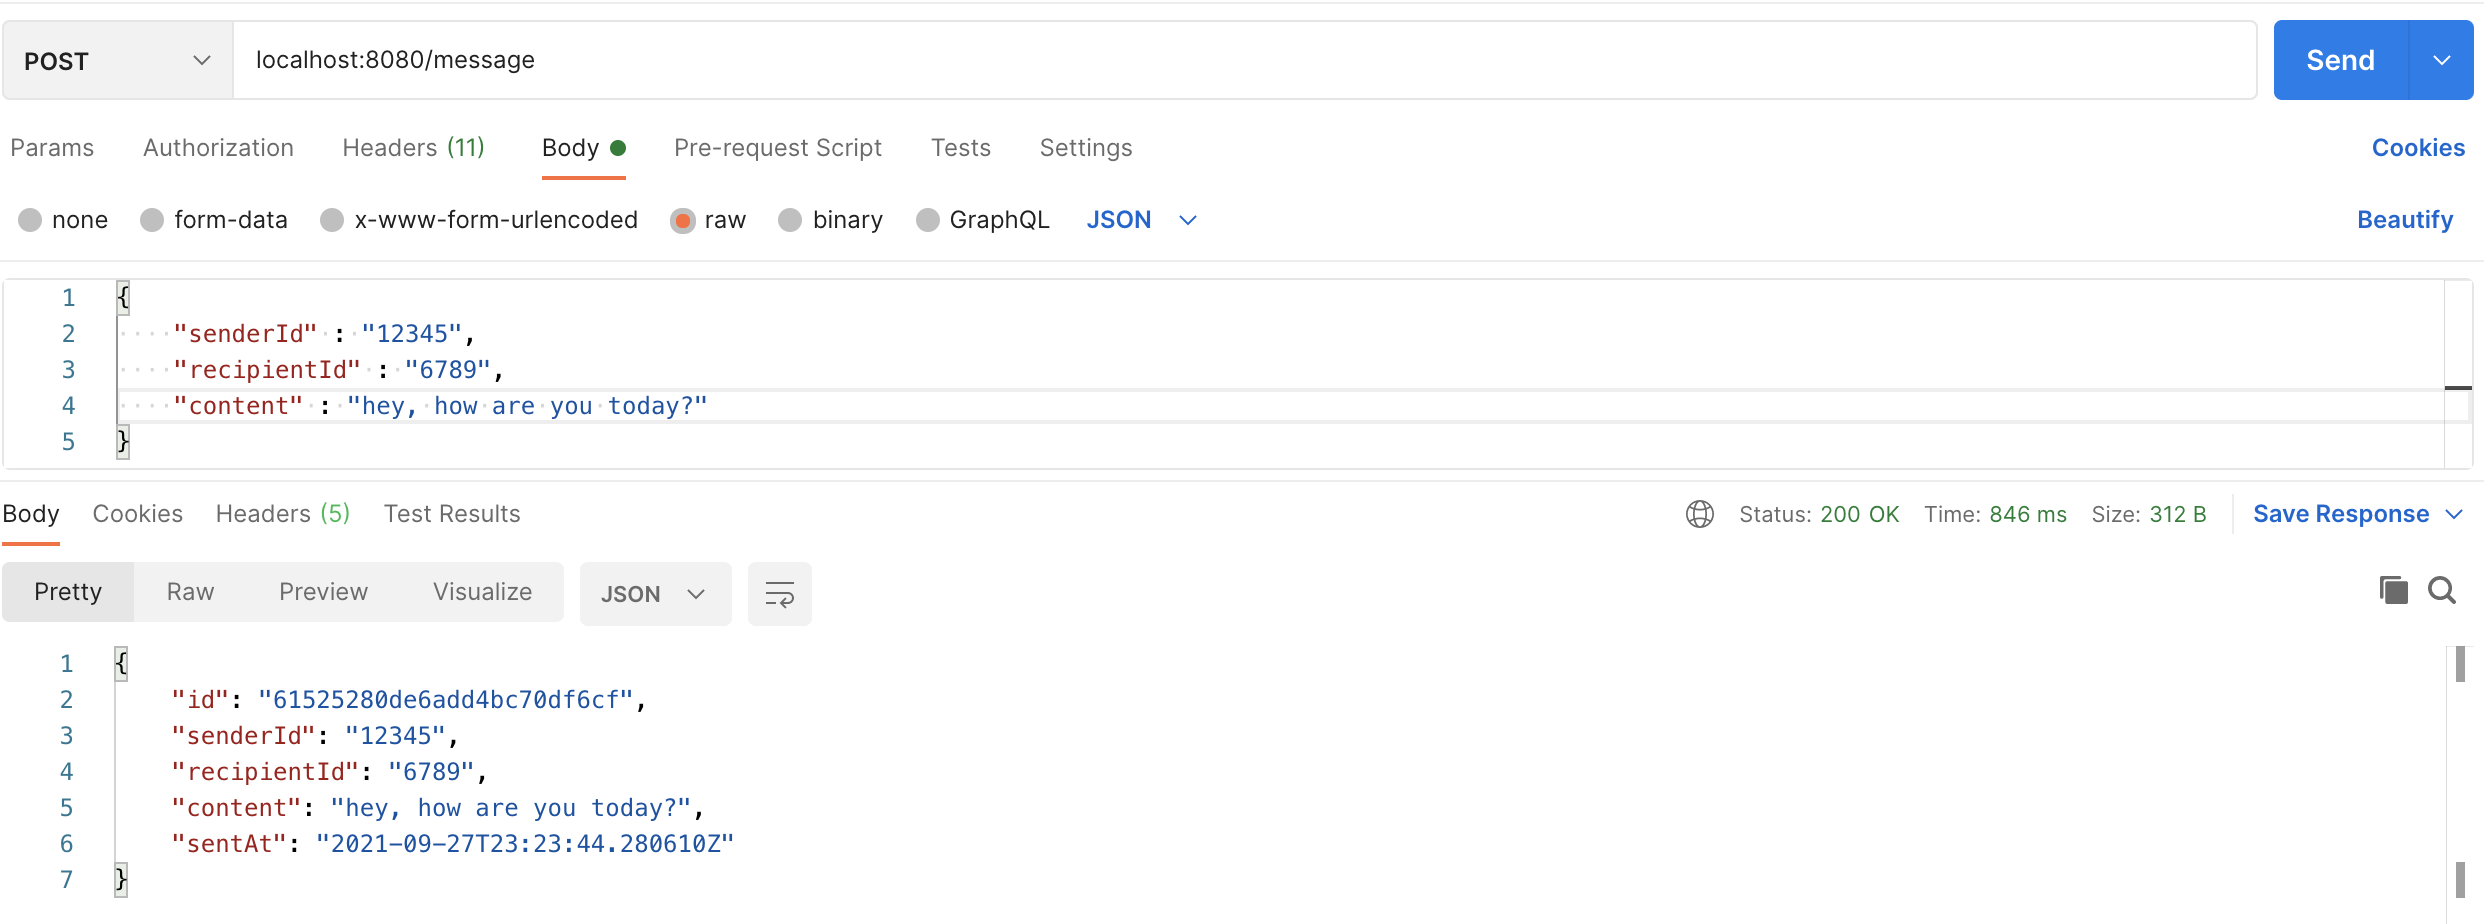 POST localhost:8080/message Send
Params Authorization Headers (11) Body Pre-request Script Tests Settings Cookies
none form-data x-www-form-urlencoded raw binary GraphQL JSON Beautify
1 {
2 "senderId" : "12345",
3 "recipientId" : "6789",
4 "content" : "hey, how are you today?"
5 }
Body Cookies Headers (5) Test Results Status: 200 OK Time: 846 ms Size: 312 B Save Response
Pretty Raw Preview Visualize JSON
1 {
2 "id": "61525280de6add4bc70df6cf",
3 "senderId": "12345",
4 "recipientId": "6789",
5 "content": "hey, how are you today?",
6 "sentAt": "2021-09-27T23:23:44.280610Z"
7 }